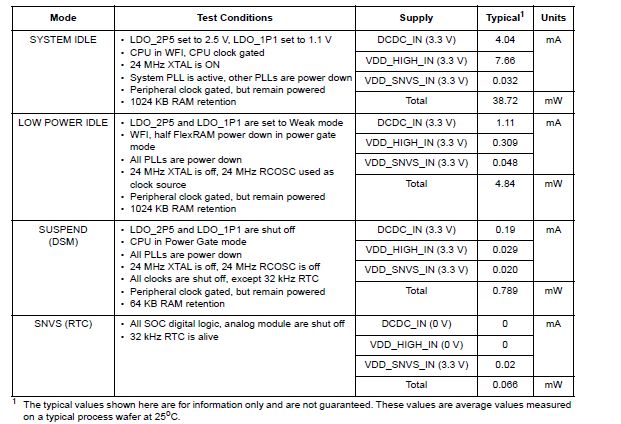 Mode Test Conditions Supply Typical1 Units
SYSTEM IDLE • LDO_2P5 set to 2.5 V, LDO_1P1 set to 1.1 V DCDC_IN (3.3 V) 4.04 mA
• CPU in WFI, CPU clock gated
• 24 MHz XTAL is ON VDD_HIGH_IN (3.3 V) 7.66
• System PLL is active, other PLLs are power down VDD_SNVS_IN (3.3 V) 0.032
• Peripheral clock gated, but remain powered
• 1024 KB RAM retention Total 38.72 mW
LOW POWER IDLE • LDO_2P5 and LDO_1P1 are set to Weak mode DCDC_IN (3.3 V) 1.11 mA
• WFI, half FlexRAM power down in power gate
mode VDD_HIGH_IN (3.3 V) 0.309
• All PLLs are power down VDD_SNVS_IN (3.3 V) 0.048
• 24 MHz XTAL is off, 24 MHz RCOSC used as
clock source Total 4.84 mW
• Peripheral clock gated, but remain powered
• 1024 KB RAM retention
SUSPEND • LDO_2P5 and LDO_1P1 are shut off DCDC_IN (3.3 V) 0.19 mA
(DSM) • CPU in Power Gate mode
• All PLLs are power down VDD_HIGH_IN (3.3 V) 0.029
• 24 MHz XTAL is off, 24 MHz RCOSC is off VDD_SNVS_IN (3.3 V) 0.020
• All clocks are shut off, except 32 kHz RTC
• Peripheral clock gated, but remain powered Total 0.789 mW
• 64 KB RAM retention
SNVS (RTC) • All SOC digital logic, analog module are shut off DCDC_IN (0 V) 0 mA
• 32 kHz RTC is alive
VDD_HIGH_IN (0 V) 0
VDD_SNVS_IN (3.3 V) 0.02
Total 0.066 mW
1 The typical values shown here are for information only and are not guaranteed. These values are average values measured
on a typical process wafer at 25oC.